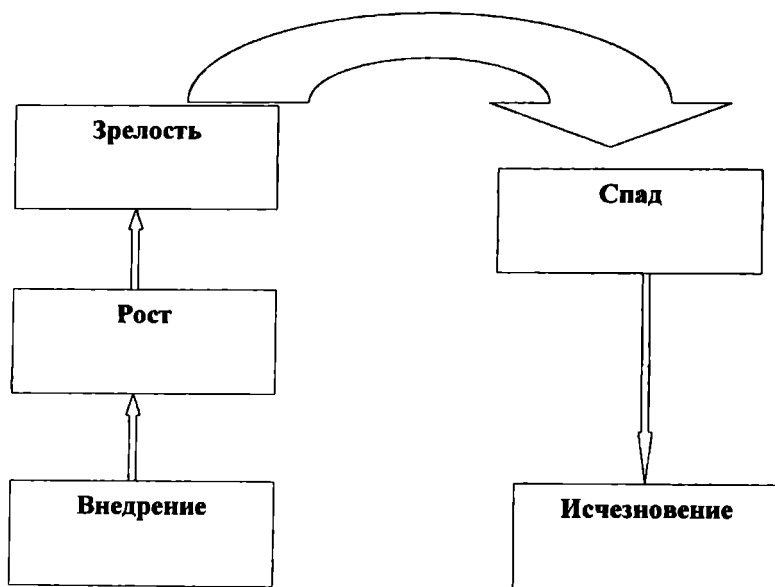 Зрелость
Спад
Рост
Внедрение
Исчезновение